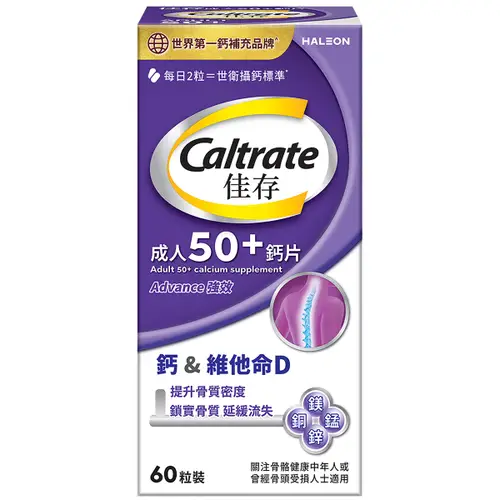 世界第一鈣補充品牌^
HALEON
每日2粒=世衛攝鈣標準*
Caltrate
佳存
成人50+鈣片
Adult 50+ calcium supplement
Advance 強效
鈣 & 維他命D
提升骨質密度
鎖實骨質 延緩流失
鎂
銅 錳
鋅
60粒裝
關注骨骼健康中年人或
曾經骨頭受損人士適用